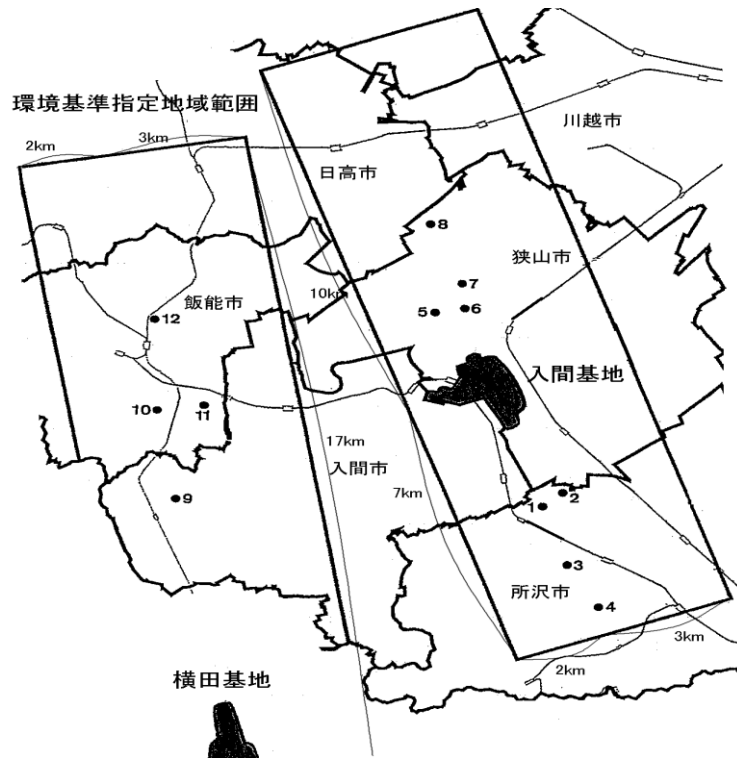 環境基準指定地域範囲
2km
3km
川越市
日高市
8
狭山市
7
10km
飯能市
5
6
12
入間基地
10
11
17km
入間市
7km
9
2
1
3
所沢市
4
3km
2km
横田基地